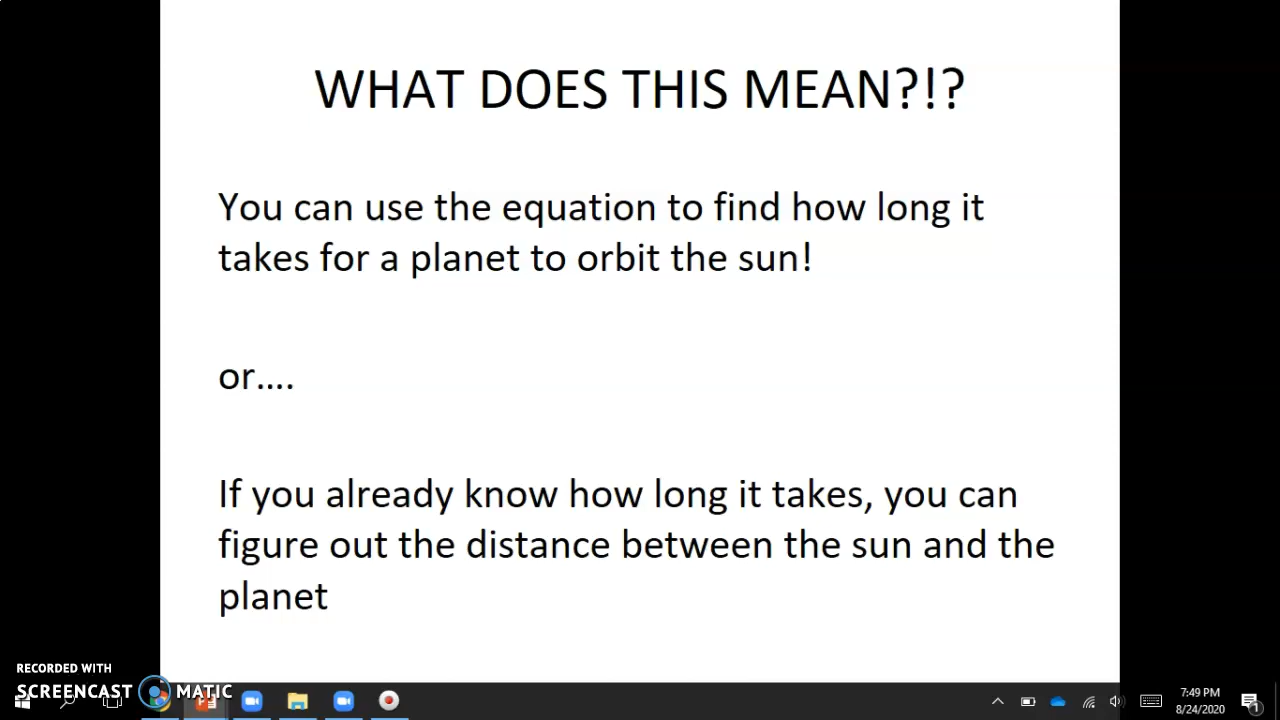 WHAT DOES THIS MEAN?!?
You can use the equation to find how long it
takes for a planet to orbit the sun!
or....
If you already know how long it takes, you can
figure out the distance between the sun and the
planet
RECORDED WITH
SCREENCAST MATIC
7:49 PM
8/24/2020
1